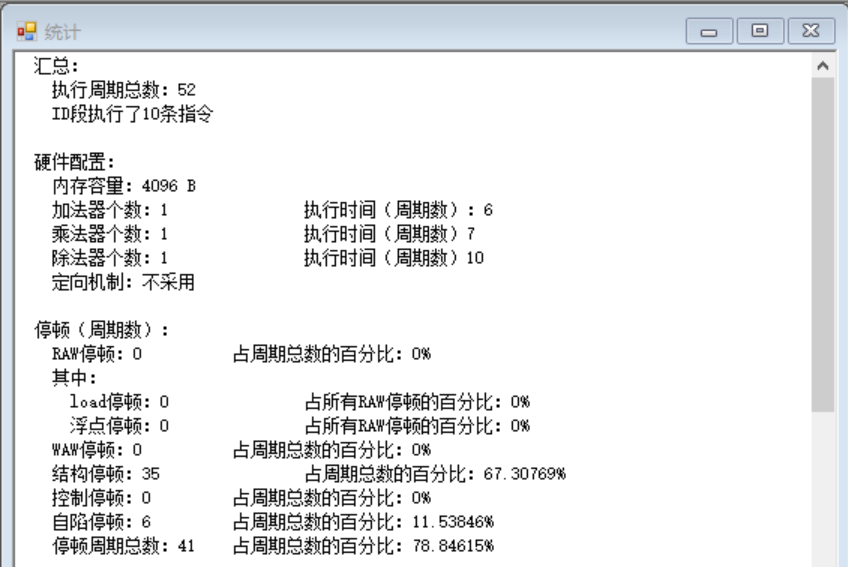 统计
汇总:
执行周期总数: 52
ID段执行了10条指令
硬件配置:
内存容量: 4096 B
加法器个数: 1 执行时间（周期数）: 6
乘法器个数: 1 执行时间（周期数）7
除法器个数: 1 执行时间（周期数）10
定向机制: 不采用
停顿（周期数）:
RAW停顿: 0 占周期总数的百分比: 0%
其中:
load停顿: 0 占所有RAW停顿的百分比: 0%
浮点停顿: 0 占所有RAW停顿的百分比: 0%
WAW停顿: 0 占周期总数的百分比: 0%
结构停顿: 35 占周期总数的百分比: 67.30769%
控制停顿: 0 占周期总数的百分比: 0%
自陷停顿: 6 占周期总数的百分比: 11.53846%
停顿周期总数: 41 占周期总数的百分比: 78.84615%